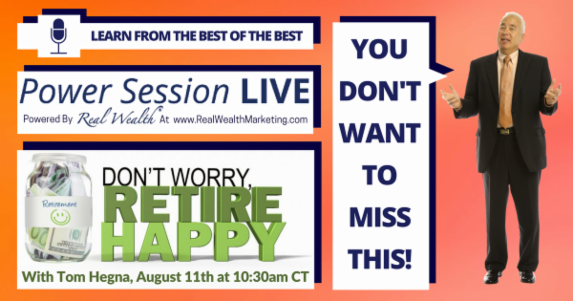 LEARN FROM THE BEST OF THE BEST
Power Session LIVE
Powered By Real Wealth At www.RealWealthMarketing.com
Retirement
DON'T WORRY,
RETIRE
HAPPY
With Tom Hegna, August 11th at 10:30am CT
YOU
DON'T
WANT
TO
MISS
THIS!